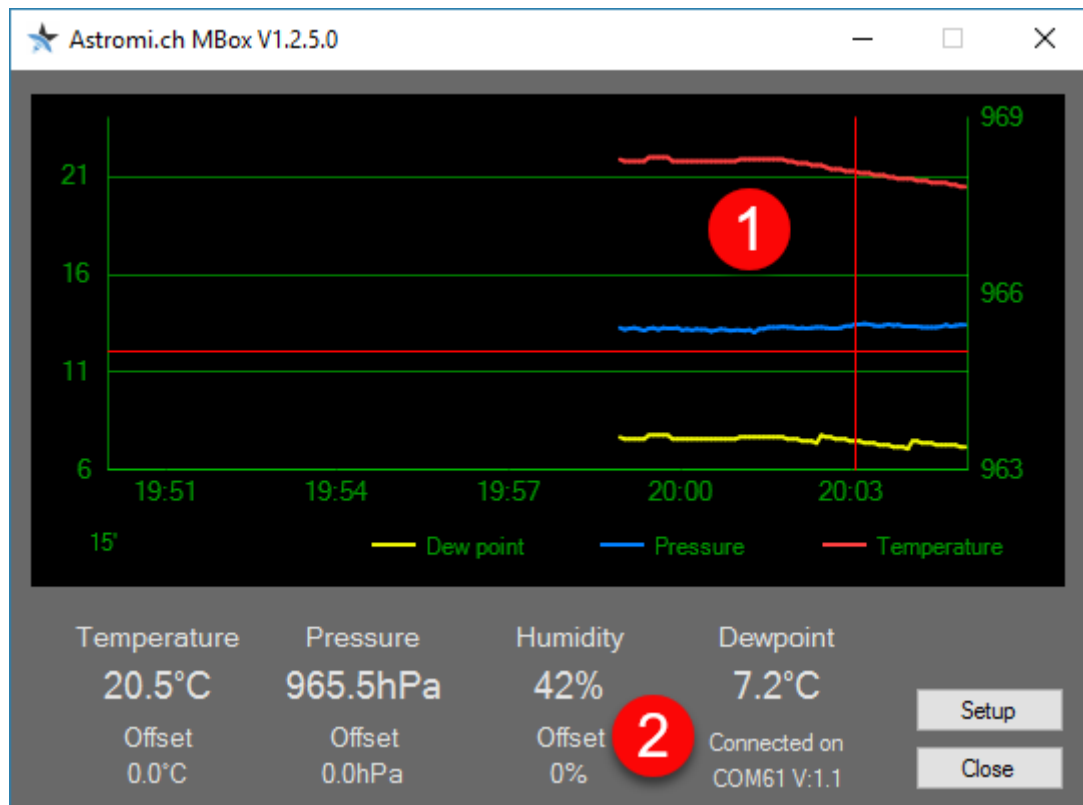 Astromi.ch MBox V1.2.5.0
969
21
1
16
966
11
6
963
19:51 19:54 19:57 20:00 20:03
15' Dew point Pressure Temperature
Temperature Pressure Humidity Dewpoint
20.5°C 965.5hPa 42% 7.2°C
Setup
Offset Offset Offset 2 Connected on
0.0°C 0.0hPa 0% COM61 V:1.1
Close